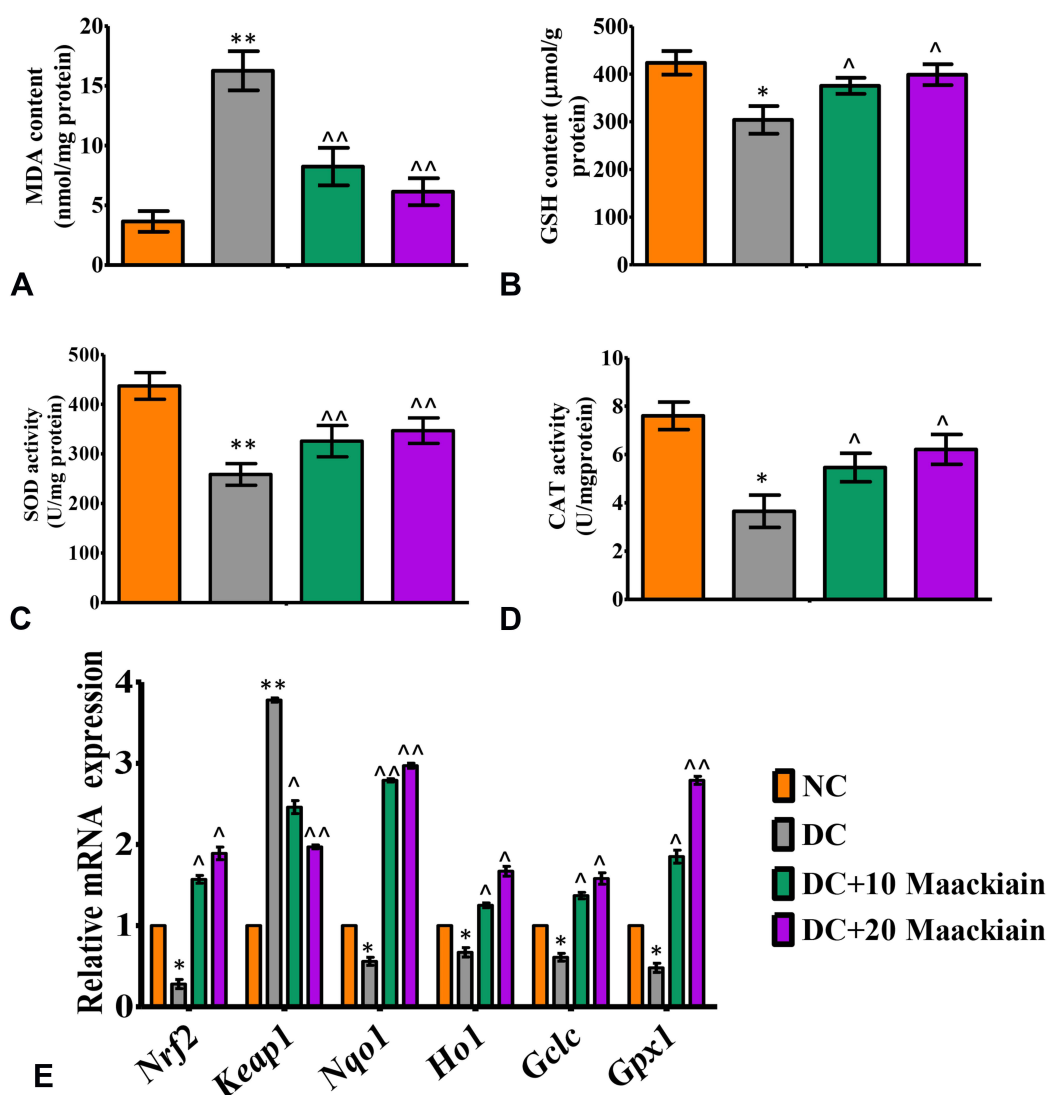 MDA content
(nmol/mg protein)
20
15
10
5
0
**
^^
^^
A
GSH content (μmol/g
protein)
500
400
300
200
100
0
*
^
^
B
SOD activity
(U/mg protein)
500
400
300
200
100
0
**
^^
^^
C
CAT activity
(U/mgprotein)
10
8
6
4
2
0
*
^
^
D
Relative mRNA expression
4
3
2
1
0
*
^
^
**
^
^^
*
^^
^^
*
^
^
*
^
^
*
^
^^
Nrf2
Keap1
Nqo1
Ho1
Gclc
Gpx1
E
NC
DC
DC+10 Maackiain
DC+20 Maackiain